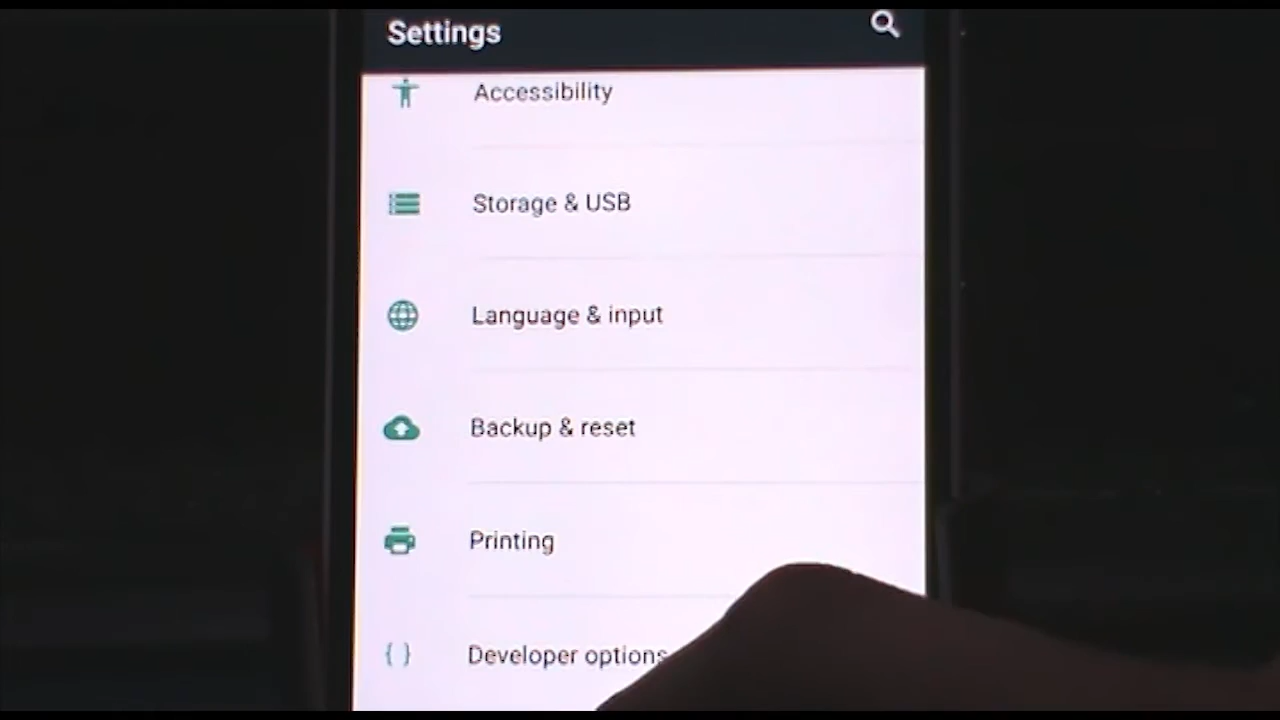 Settings
Accessibility
Storage & USB
Language & input
Backup & reset
Printing
Developer options